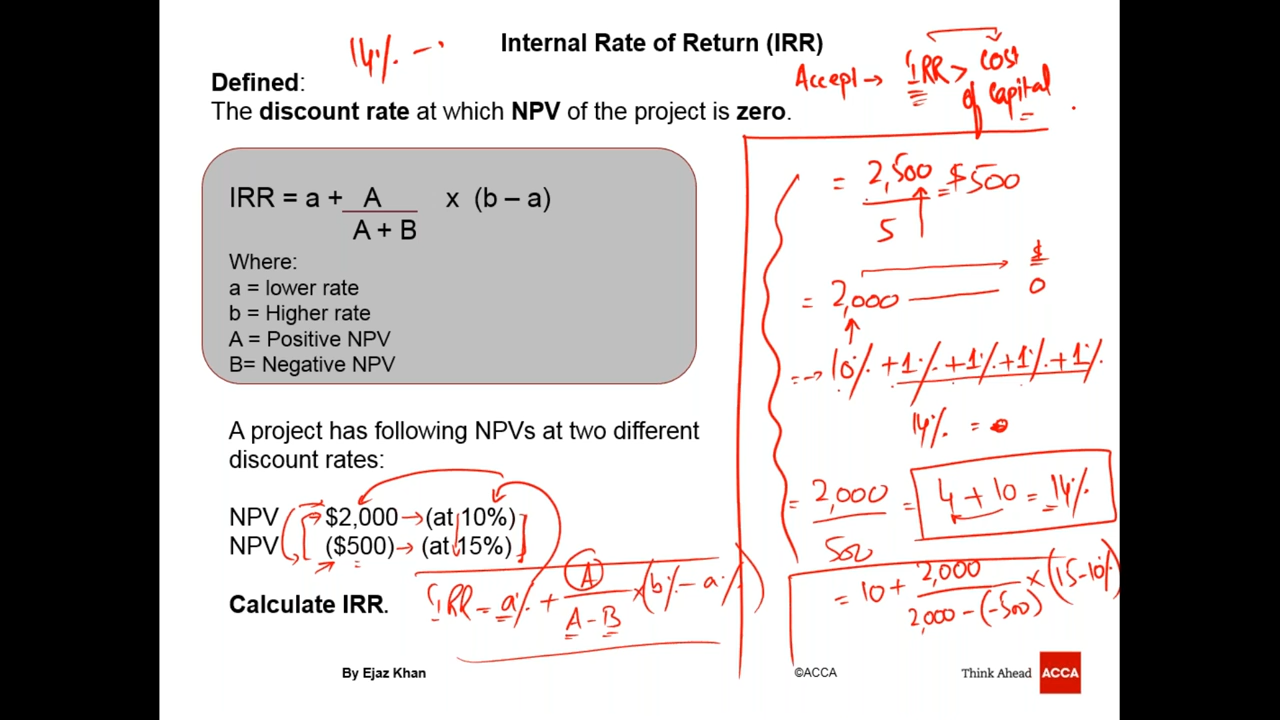 Internal Rate of Return (IRR)
14% –
Accept → IRR > cost of capital
Defined:
The discount rate at which NPV of the project is zero.
IRR = a + A x (b – a)
A + B
Where:
a = lower rate
b = Higher rate
A = Positive NPV
B= Negative NPV
A project has following NPVs at two different
discount rates:
NPV $2,000 → (at 10%)
NPV ($500) → (at 15%)
Calculate IRR.
IRR = a% + A × (b% – a%)
A – B
= 2,500 = $500
5
$
= 2,000 0
= → 10% +1% +1% +1% +1%
14% = 0
= 2,000 = 4 + 10 = 14%
500
= 10 + 2,000 × (15 - 10%)
2,000 – (-500)
By Ejaz Khan
©ACCA
Think Ahead ACCA